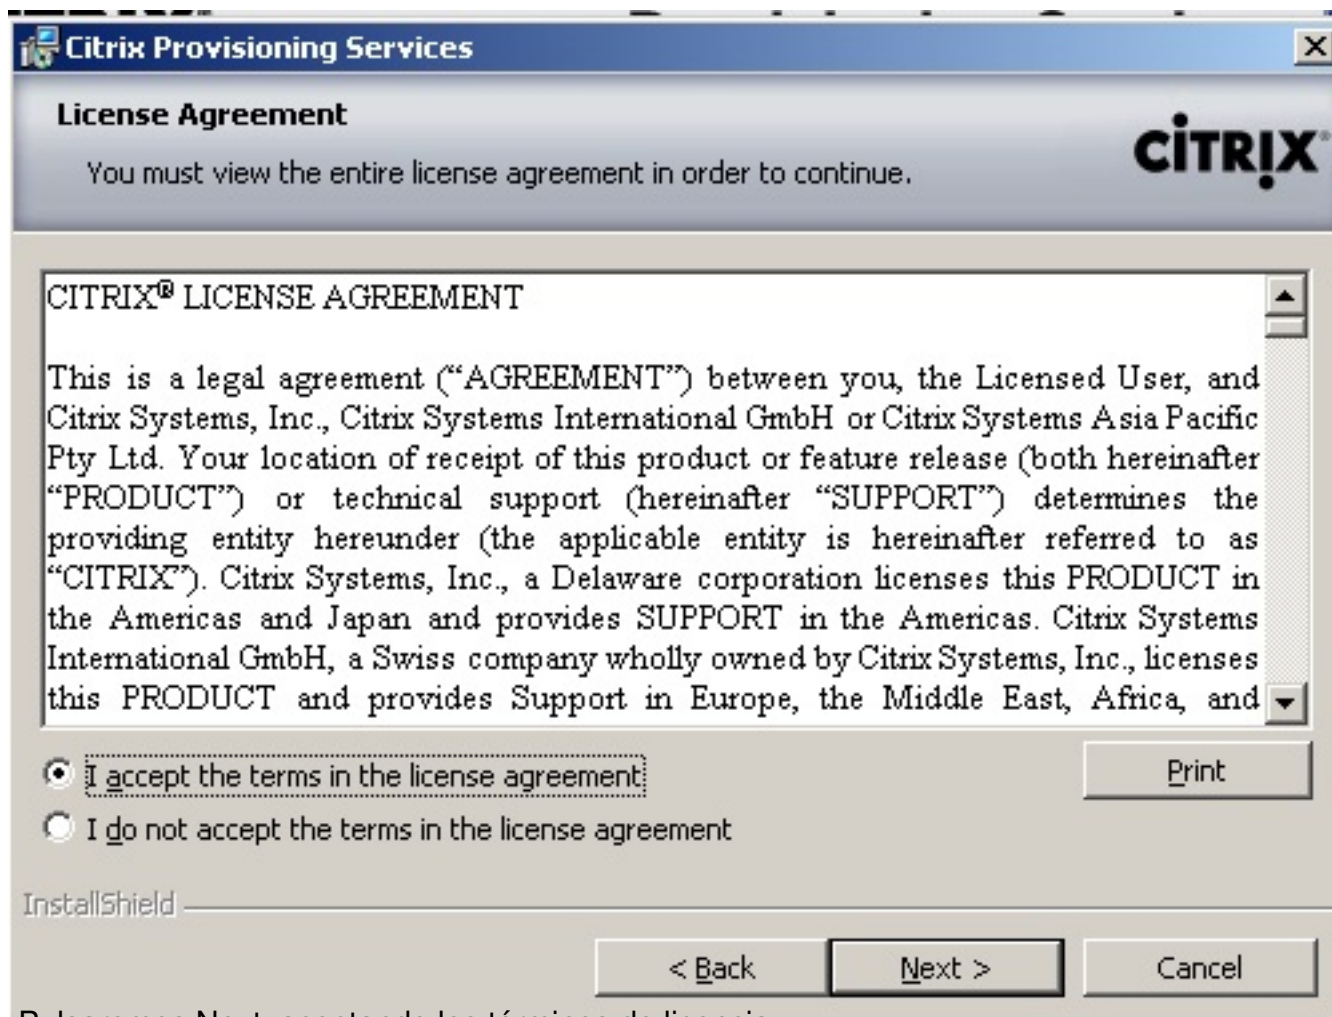 Citrix Provisioning Services
License Agreement
You must view the entire license agreement in order to continue.
CITRIX
CITRIX® LICENSE AGREEMENT
This is a legal agreement (“AGREEMENT”) between you, the Licensed User, and
Citrix Systems, Inc., Citrix Systems International GmbH or Citrix Systems Asia Pacific
Pty Ltd. Your location of receipt of this product or feature release (both hereinafter
“PRODUCT”) or technical support (hereinafter “SUPPORT”) determines the
providing entity hereunder (the applicable entity is hereinafter referred to as
“CITRIX”). Citrix Systems, Inc., a Delaware corporation licenses this PRODUCT in
the Americas and Japan and provides SUPPORT in the Americas. Citrix Systems
International GmbH, a Swiss company wholly owned by Citrix Systems, Inc., licenses
this PRODUCT and provides Support in Europe, the Middle East, Africa, and
I accept the terms in the license agreement
Print
I do not accept the terms in the license agreement
InstallShield
< Back
Next >
Cancel